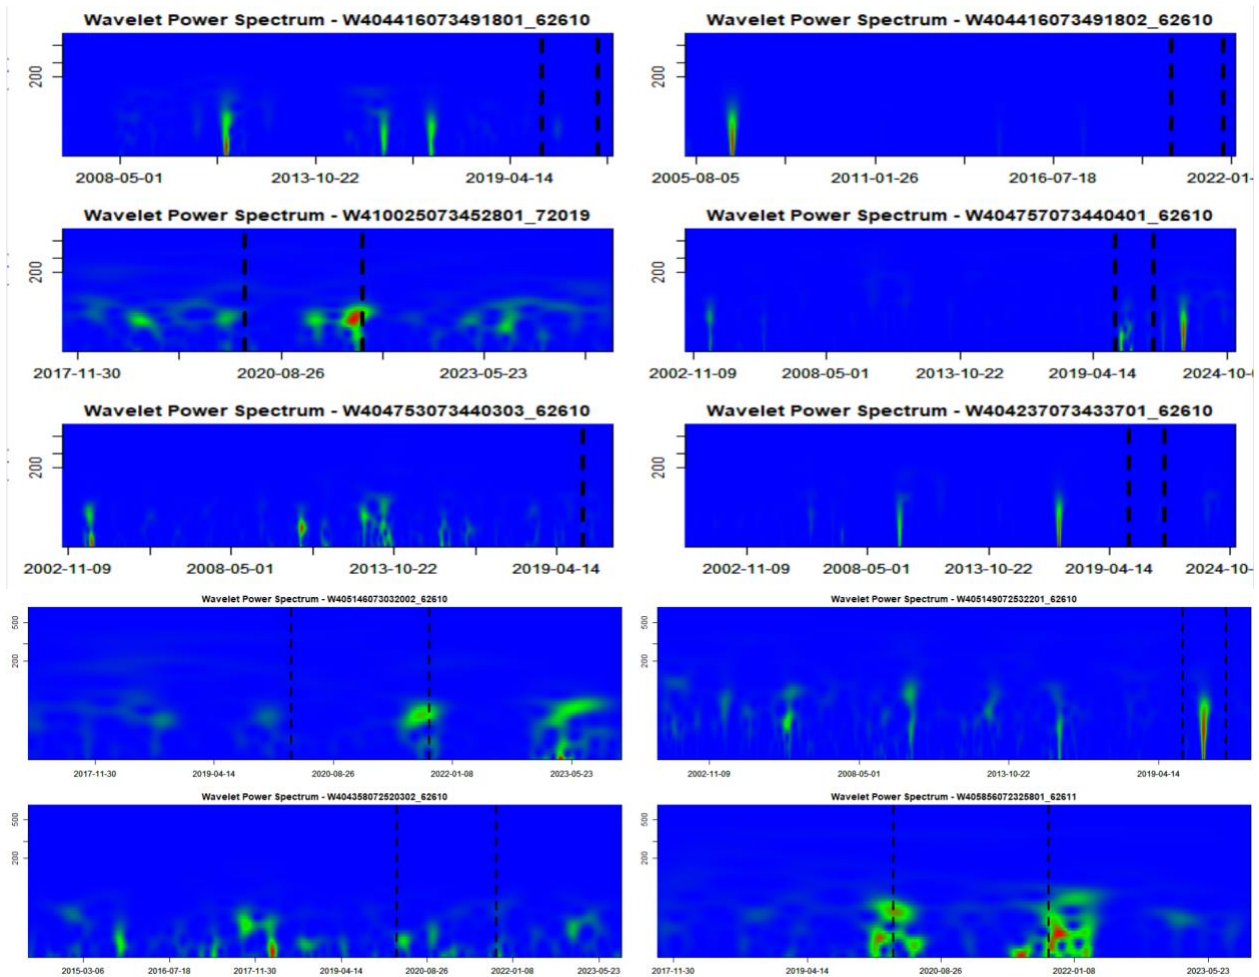 Wavelet Power Spectrum - W404416073491801_62610
200
2008-05-01 2013-10-22 2019-04-14
Wavelet Power Spectrum - W404416073491802_62610
200
2005-08-05 2011-01-26 2016-07-18 2022-01-
Wavelet Power Spectrum - W410025073452801_72019
200
2017-11-30 2020-08-26 2023-05-23
Wavelet Power Spectrum - W404757073440401_62610
200
2002-11-09 2008-05-01 2013-10-22 2019-04-14 2024-10-0
Wavelet Power Spectrum - W404753073440303_62610
200
2002-11-09 2008-05-01 2013-10-22 2019-04-14
Wavelet Power Spectrum - W404237073433701_62610
200
2002-11-09 2008-05-01 2013-10-22 2019-04-14 2024-10-0
Wavelet Power Spectrum - W405146073032002_62610
500
200
2017-11-30 2019-04-14 2020-08-26 2022-01-08 2023-05-23
Wavelet Power Spectrum - W405149072532201_62610
500
200
2002-11-09 2008-05-01 2013-10-22 2019-04-14
Wavelet Power Spectrum - W404358072520302_62610
500
200
2015-03-06 2016-07-18 2017-11-30 2019-04-14 2020-08-26 2022-01-08 2023-05-23
Wavelet Power Spectrum - W405856072325801_62611
500
200
2017-11-30 2019-04-14 2020-08-26 2022-01-08 2023-05-23